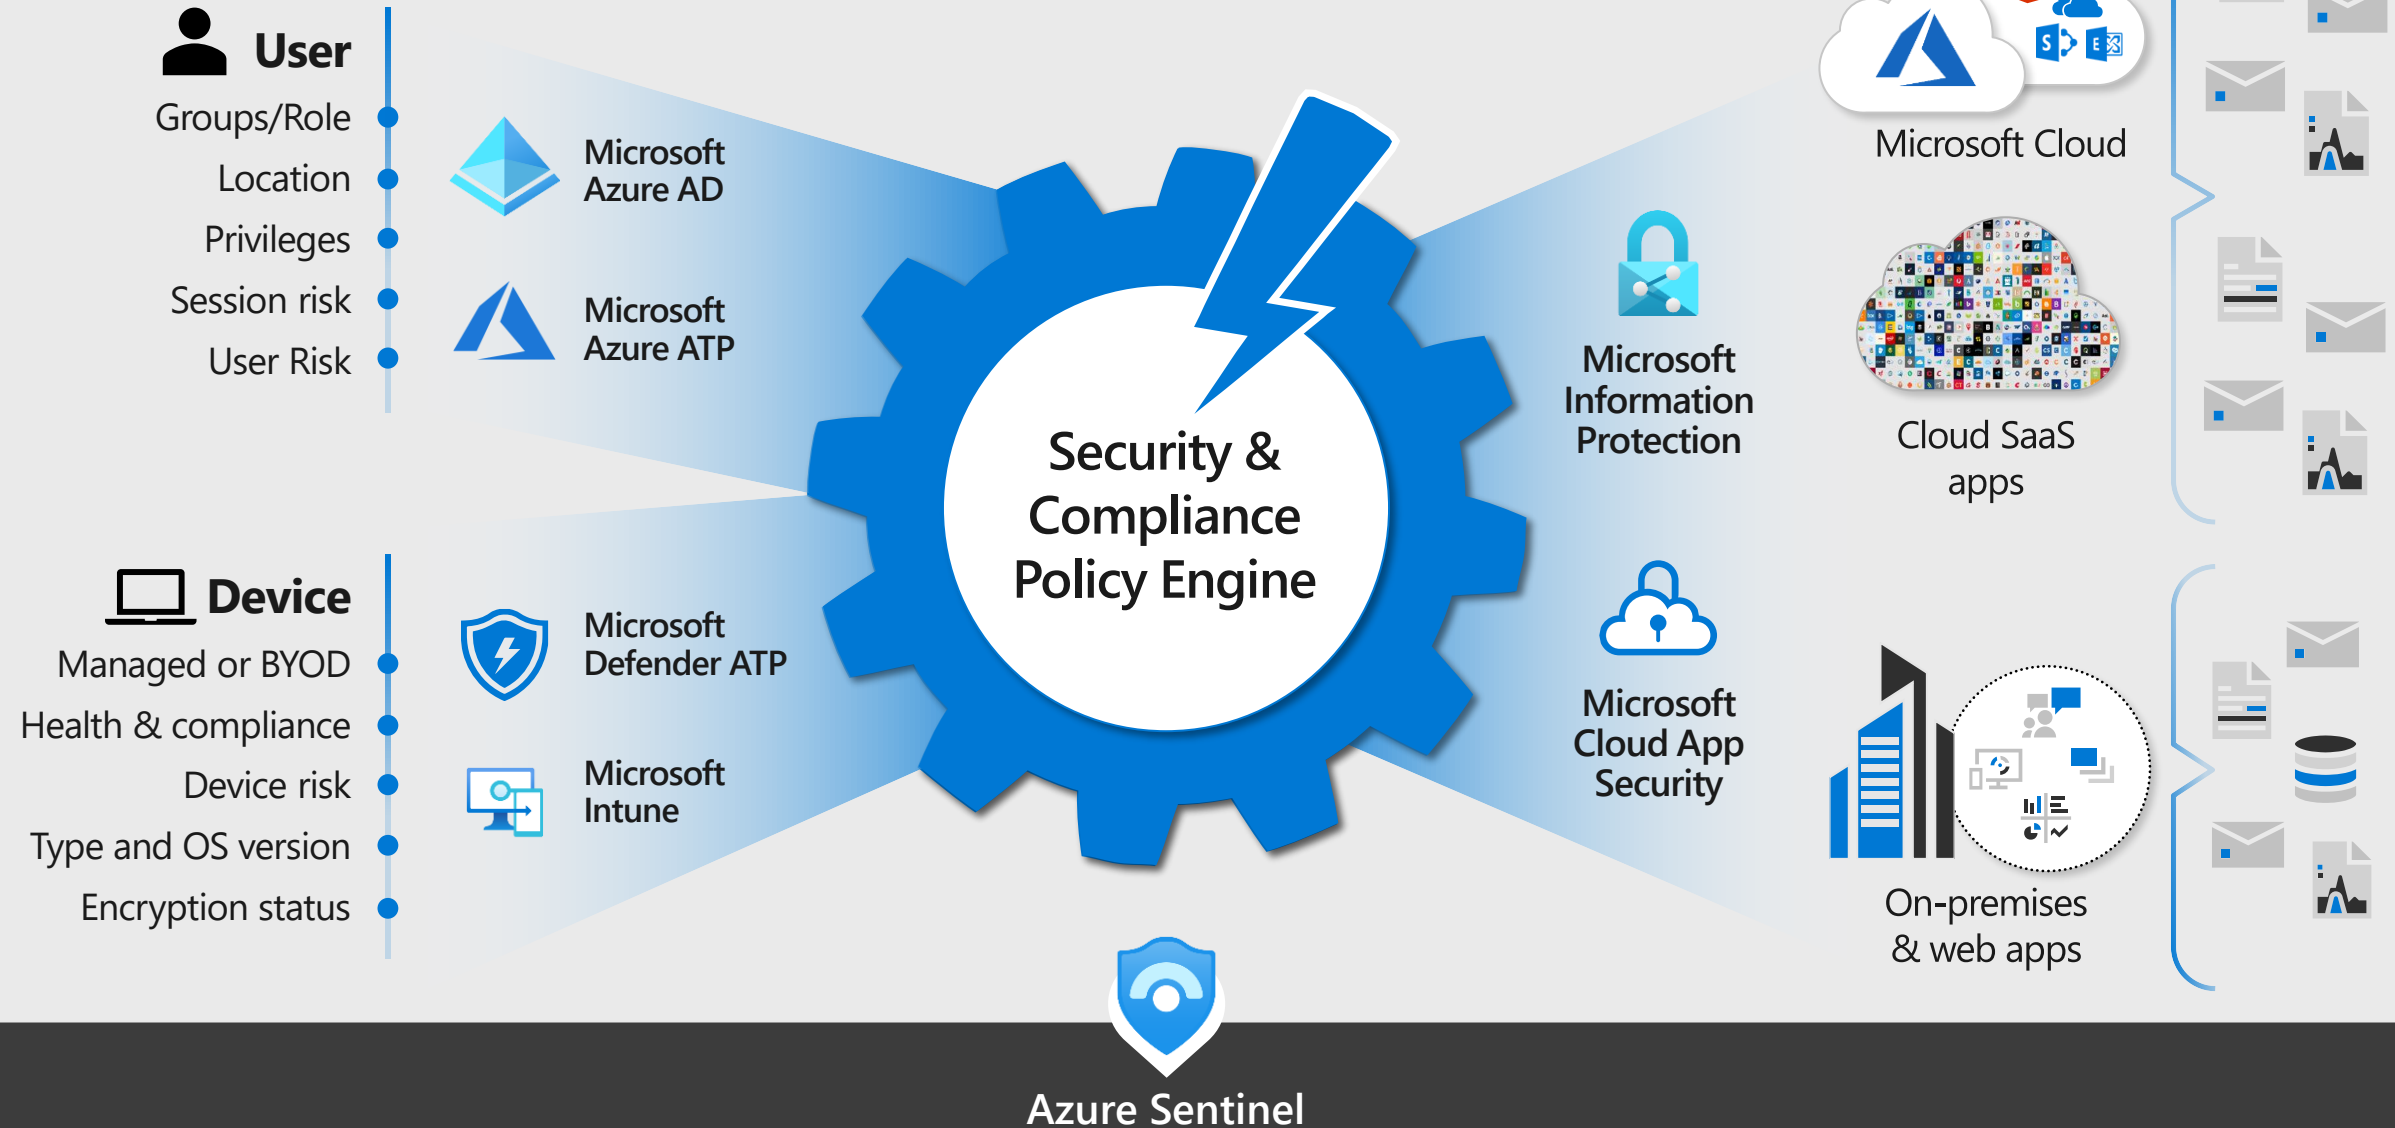 User
Groups/Role
Location
Privileges
Session risk
User Risk
Microsoft
Azure AD
Microsoft
Azure ATP
Device
Managed or BYOD
Health & compliance
Device risk
Type and OS version
Encryption status
Microsoft
Defender ATP
Microsoft
Intune
Security &
Compliance
Policy Engine
Microsoft
Information
Protection
Microsoft
Cloud App
Security
S
E
Microsoft Cloud
Cloud SaaS
apps
On-premises
& web apps
Azure Sentinel